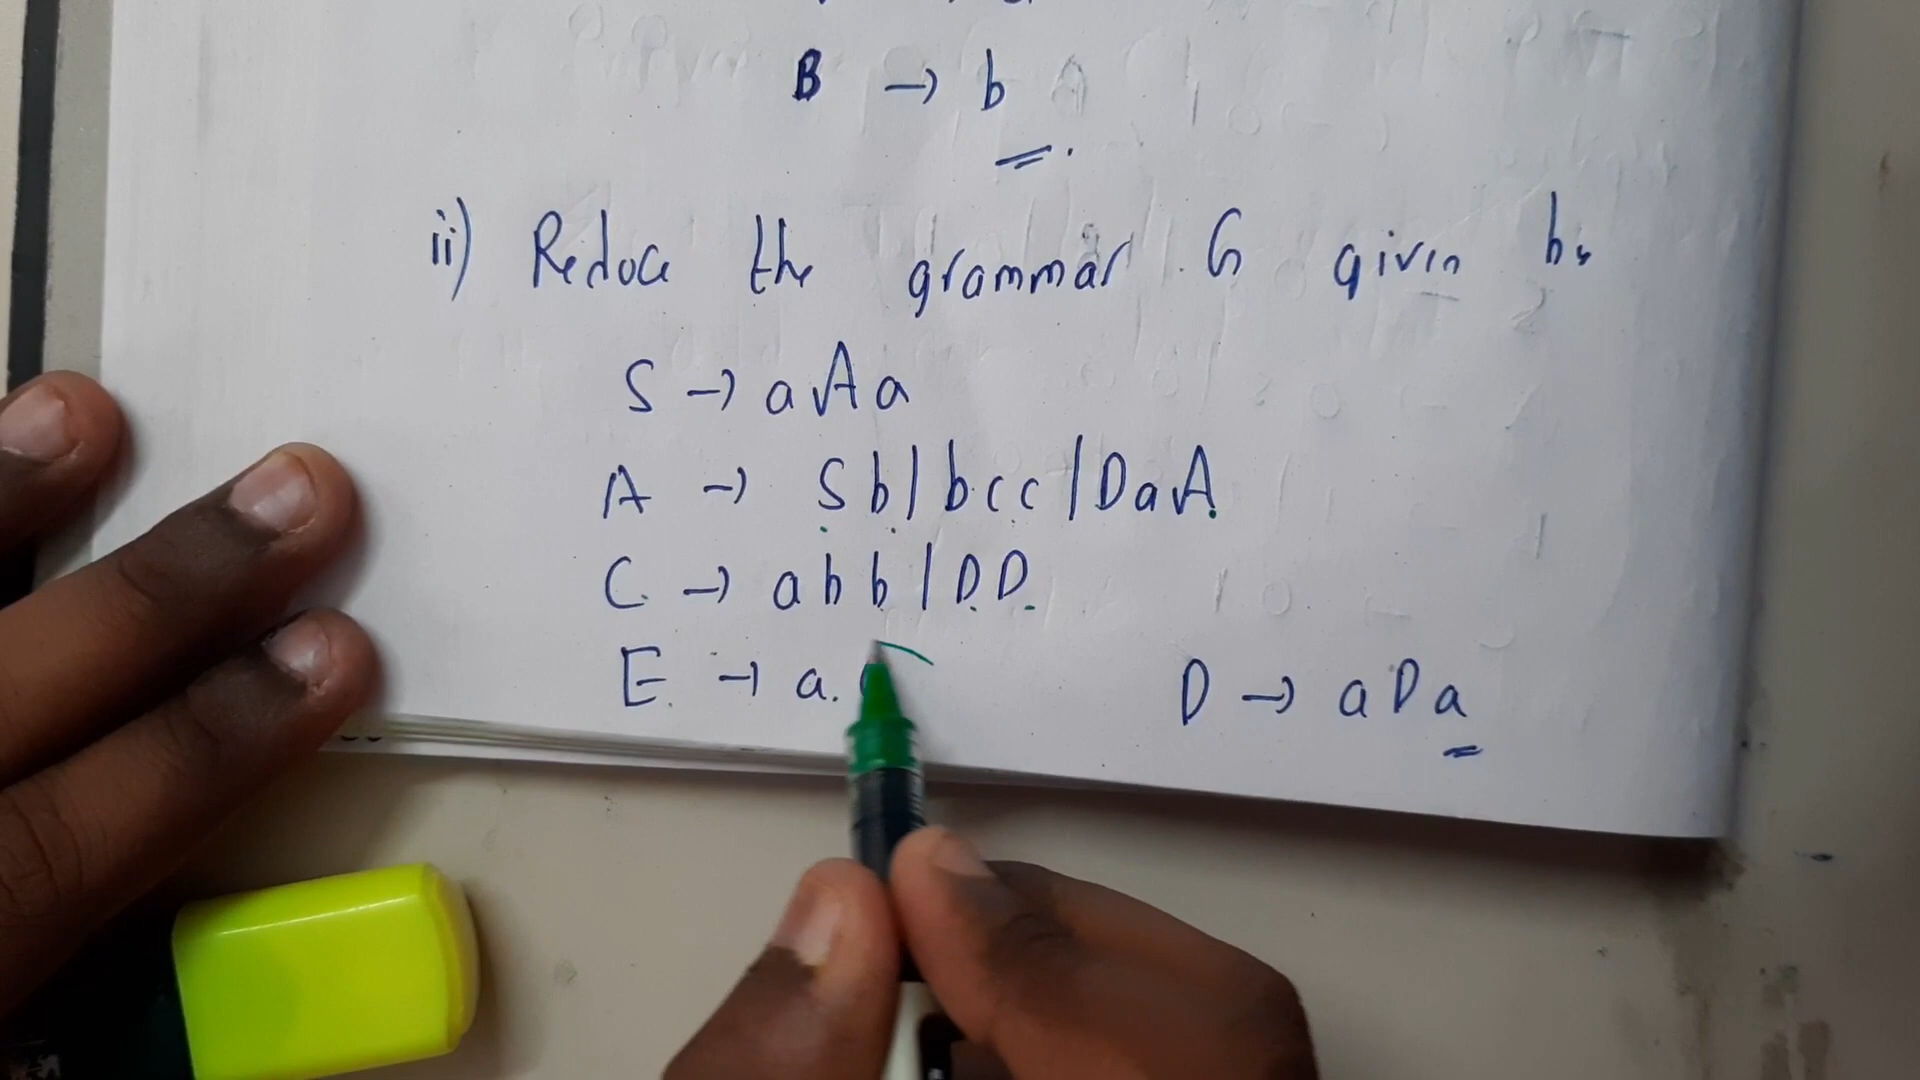 B → b
ii) Reduce the grammar G given by
S → aAa
A → Sb/bcc/DaA
C → abb/DD
E → a.
D → aDa